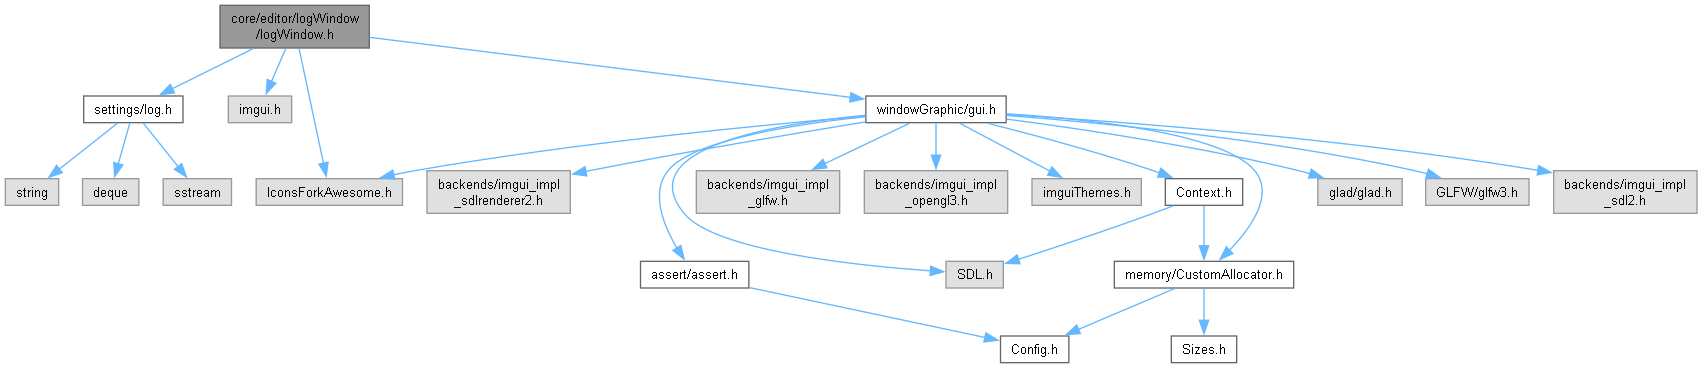 core/editor/logWindow
/logWindow.h
settings/log.h
imgui.h
windowGraphic/gui.h
string
deque
sstream
IconsForkAwesome.h
backends/imgui_impl
_sdlrenderer2.h
backends/imgui_impl
_glfw.h
backends/imgui_impl
_opengl3.h
imguiThemes.h
Context.h
glad/glad.h
GLFW/glfw3.h
backends/imgui_impl
_sdl2.h
assert/assert.h
SDL.h
memory/CustomAllocator.h
Config.h
Sizes.h